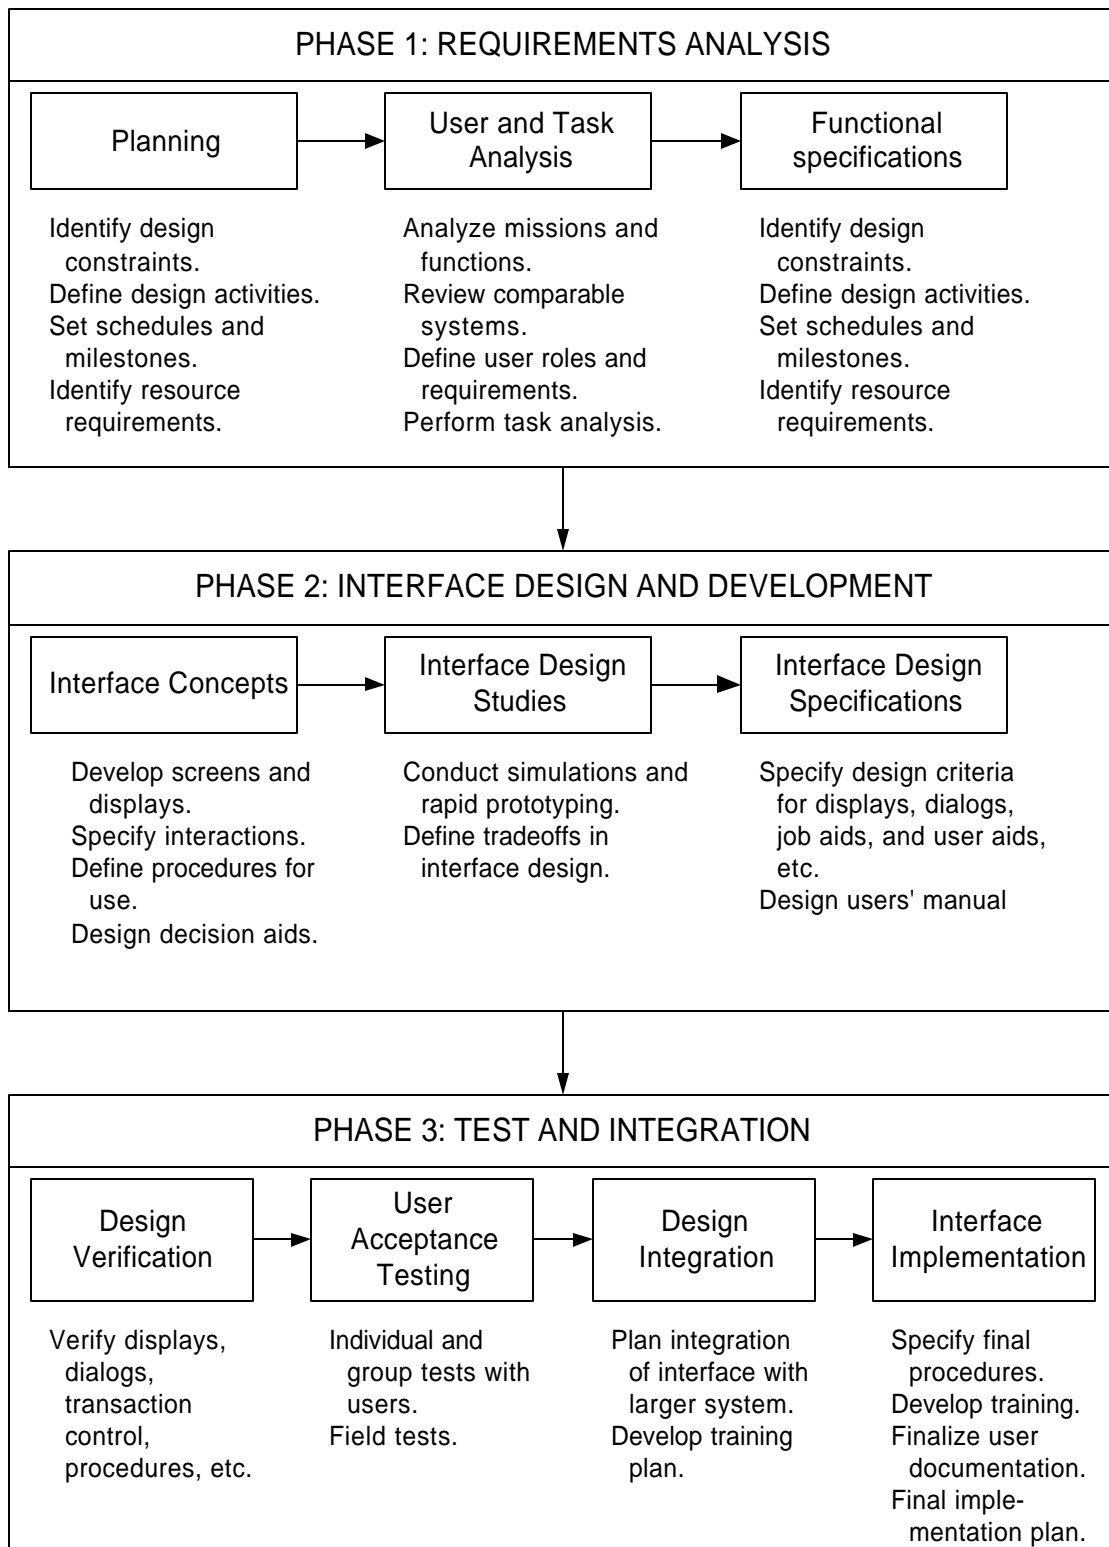 PHASE 1: REQUIREMENTS ANALYSIS
Planning
User and Task
Analysis
Functional
specifications
Identify design
constraints.
Define design activities.
Set schedules and
milestones.
Identify resource
requirements.
Analyze missions and
functions.
Review comparable
systems.
Define user roles and
requirements.
Perform task analysis.
Identify design
constraints.
Define design activities.
Set schedules and
milestones.
Identify resource
requirements.
PHASE 2: INTERFACE DESIGN AND DEVELOPMENT
Interface Concepts
Interface Design
Studies
Interface Design
Specifications
Develop screens and
displays.
Specify interactions.
Define procedures for
use.
Design decision aids.
Conduct simulations and
rapid prototyping.
Define tradeoffs in
interface design.
Specify design criteria
for displays, dialogs,
job aids, and user aids,
etc.
Design users' manual
PHASE 3: TEST AND INTEGRATION
Design
Verification
User
Acceptance
Testing
Design
Integration
Interface
Implementation
Verify displays,
dialogs,
transaction
control,
procedures, etc.
Individual and
group tests with
users.
Field tests.
Plan integration
of interface with
larger system.
Develop training
plan.
Specify final
procedures.
Develop training.
Finalize user
documentation.
Final imple-
mentation plan.